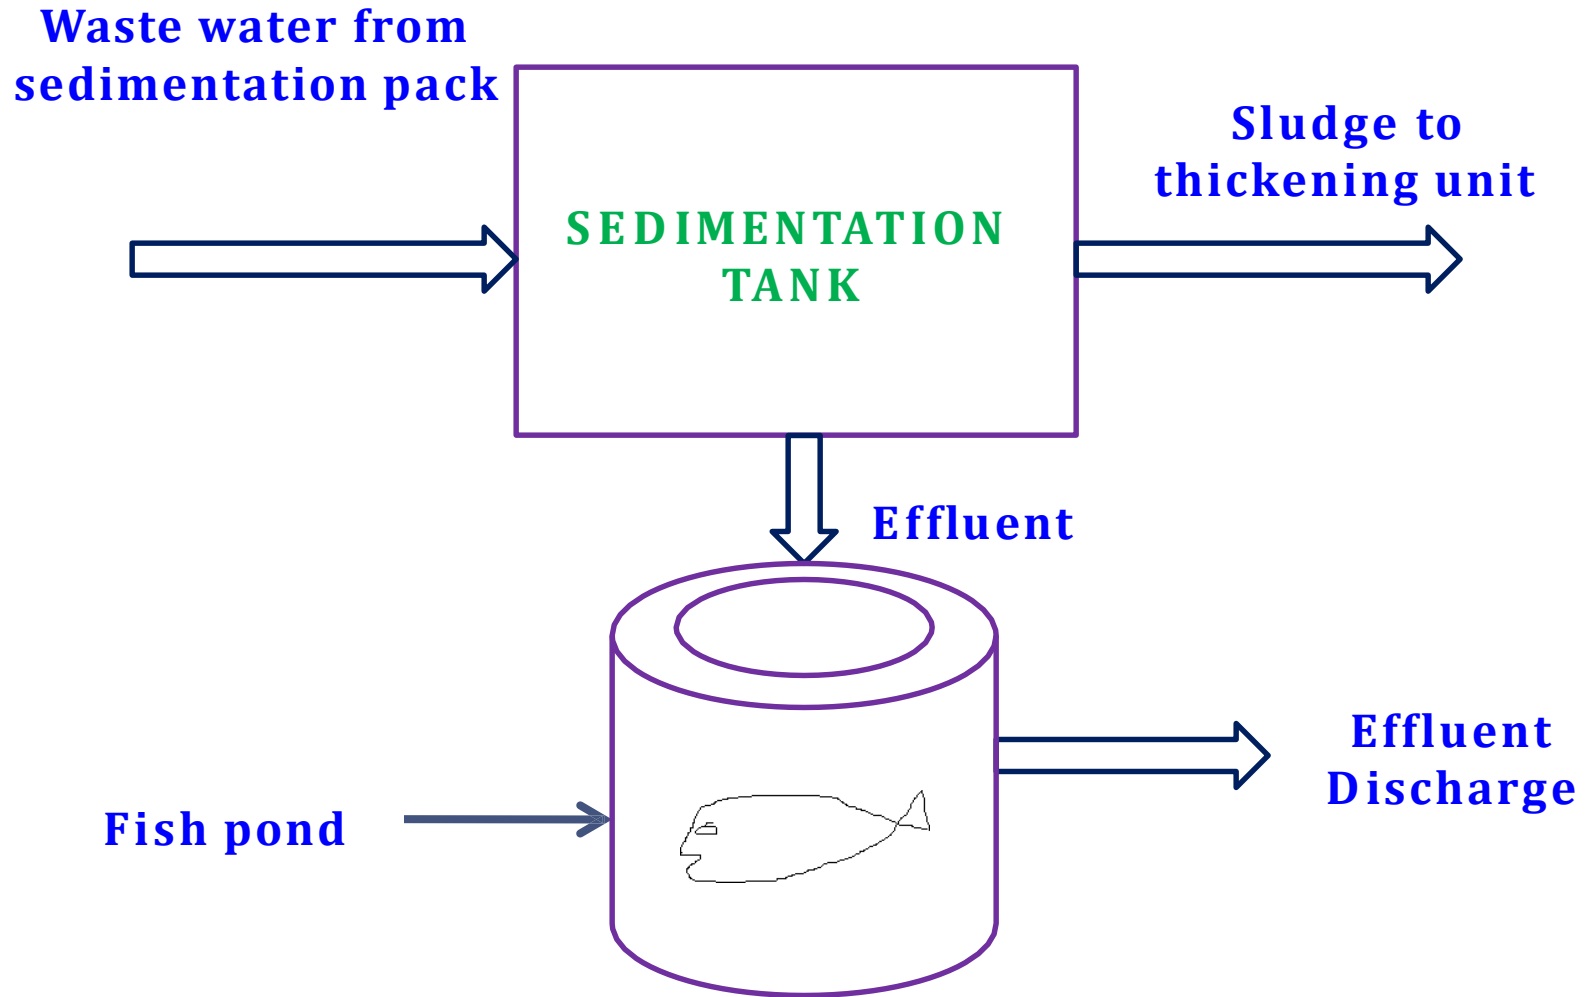 Waste water from
sedimentation pack
Sludge to
thickening unit
SEDIMENTATION
TANK
Effluent
Effluent
Discharge
Fish pond